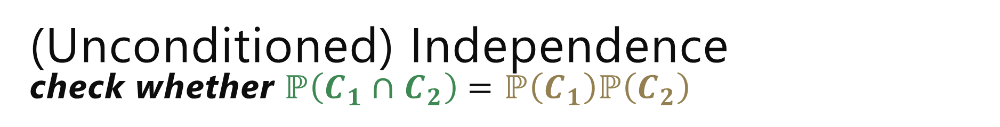 (Unconditioned) Independence
check whether ℙ(C₁ ∩ C₂) = ℙ(C₁)ℙ(C₂)